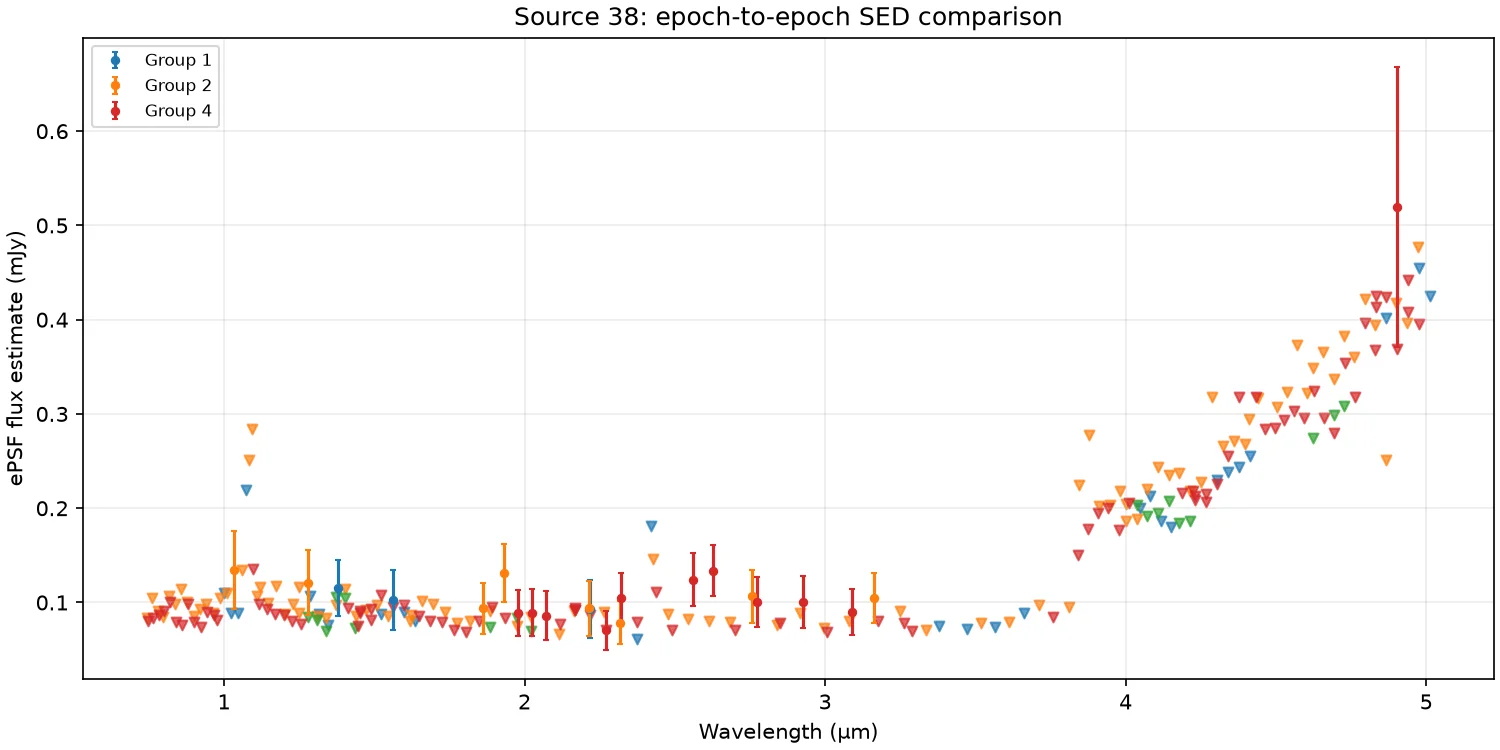 Source 38: epoch-to-epoch SED comparison
Group 1
Group 2
Group 4
ePSF flux estimate (mJy)
0.6
0.5
0.4
0.3
0.2
0.1
1 2 3 4 5
Wavelength (μm)